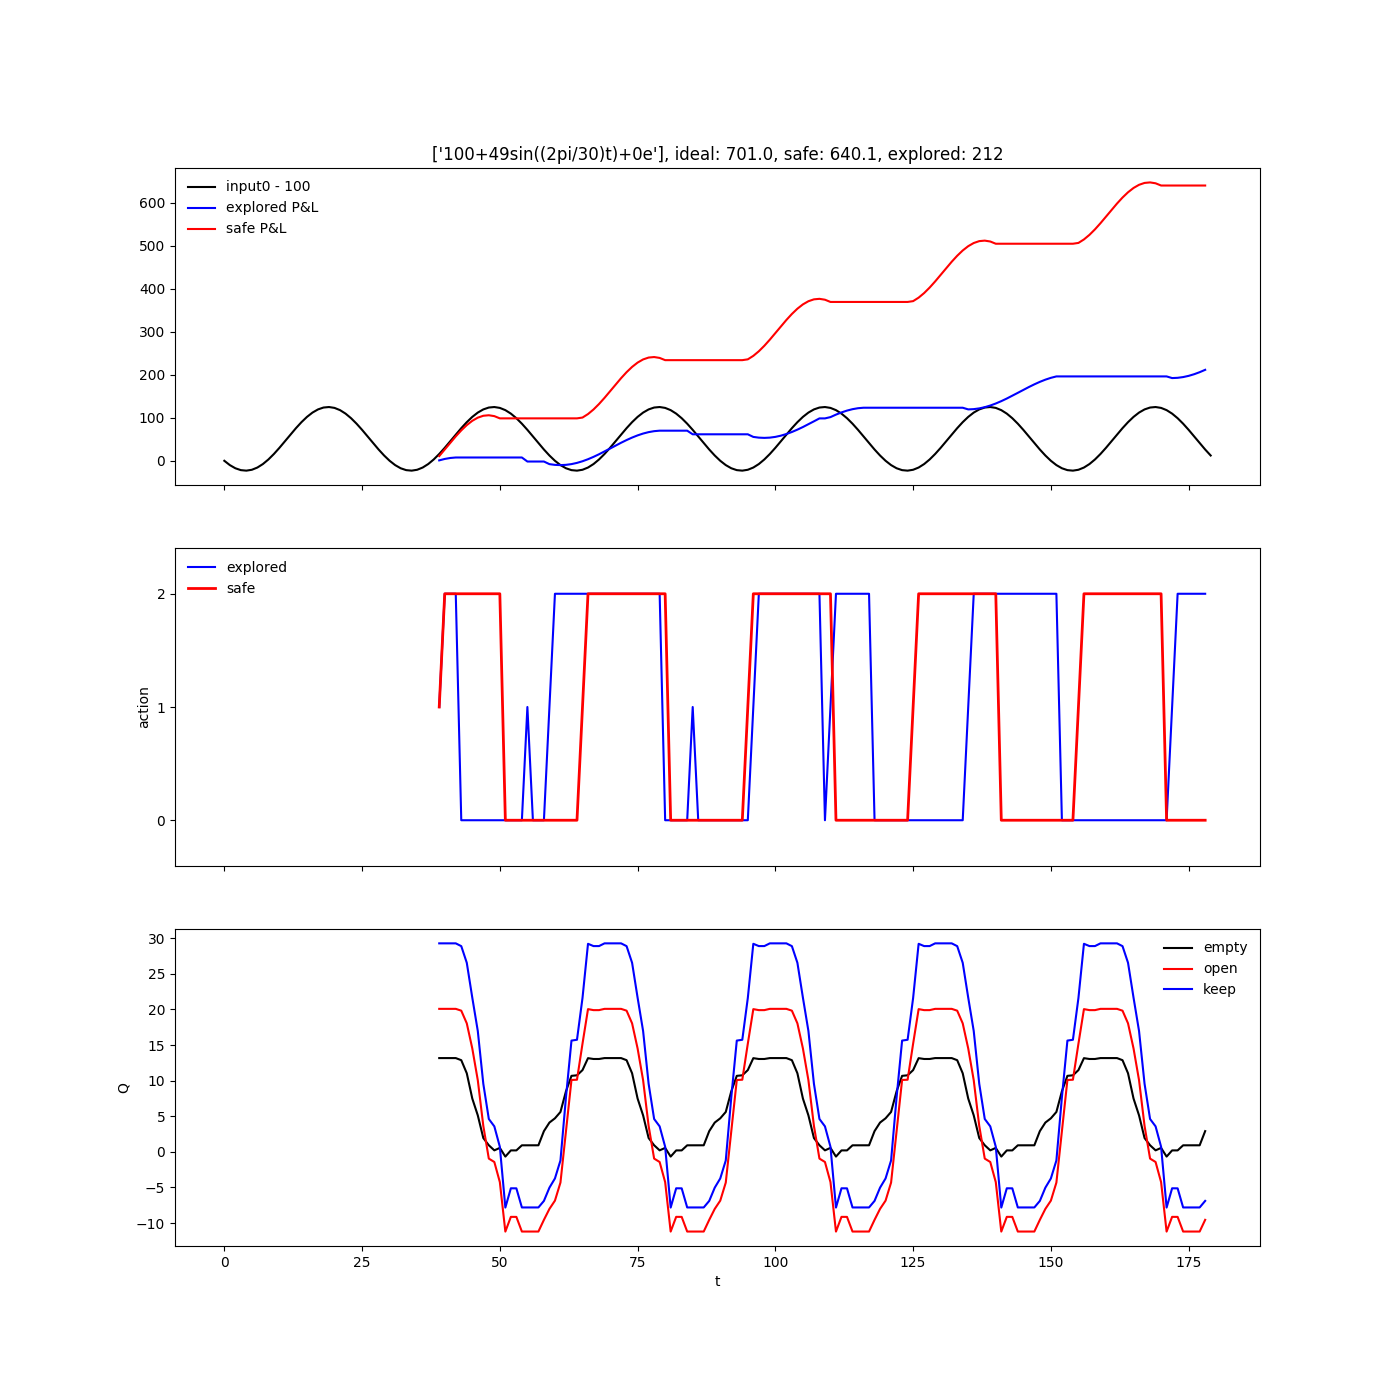 ['100+49sin((2pi/30)t)+0e'], ideal: 701.0, safe: 640.1, explored: 212
input0 - 100
explored P&L
safe P&L
600
500
400
300
200
100
0
explored
safe
2
1
0
action
empty
open
keep
30
25
20
15
10
5
0
−5
−10
Q
0
25
50
75
100
125
150
175
t